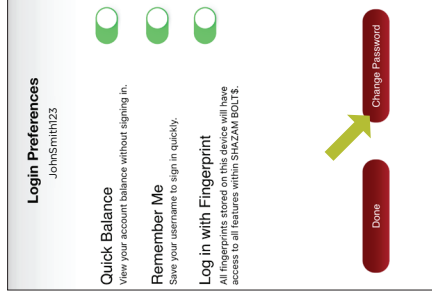 Login Preferences
JohnSmith123
Quick Balance
View your account balance without signing in.
Remember Me
Save your username to sign in quickly.
Log in with Fingerprint
All fingerprints stored on this device will have
access to all features within SHAZAM BOLT$.
Done
Change Password